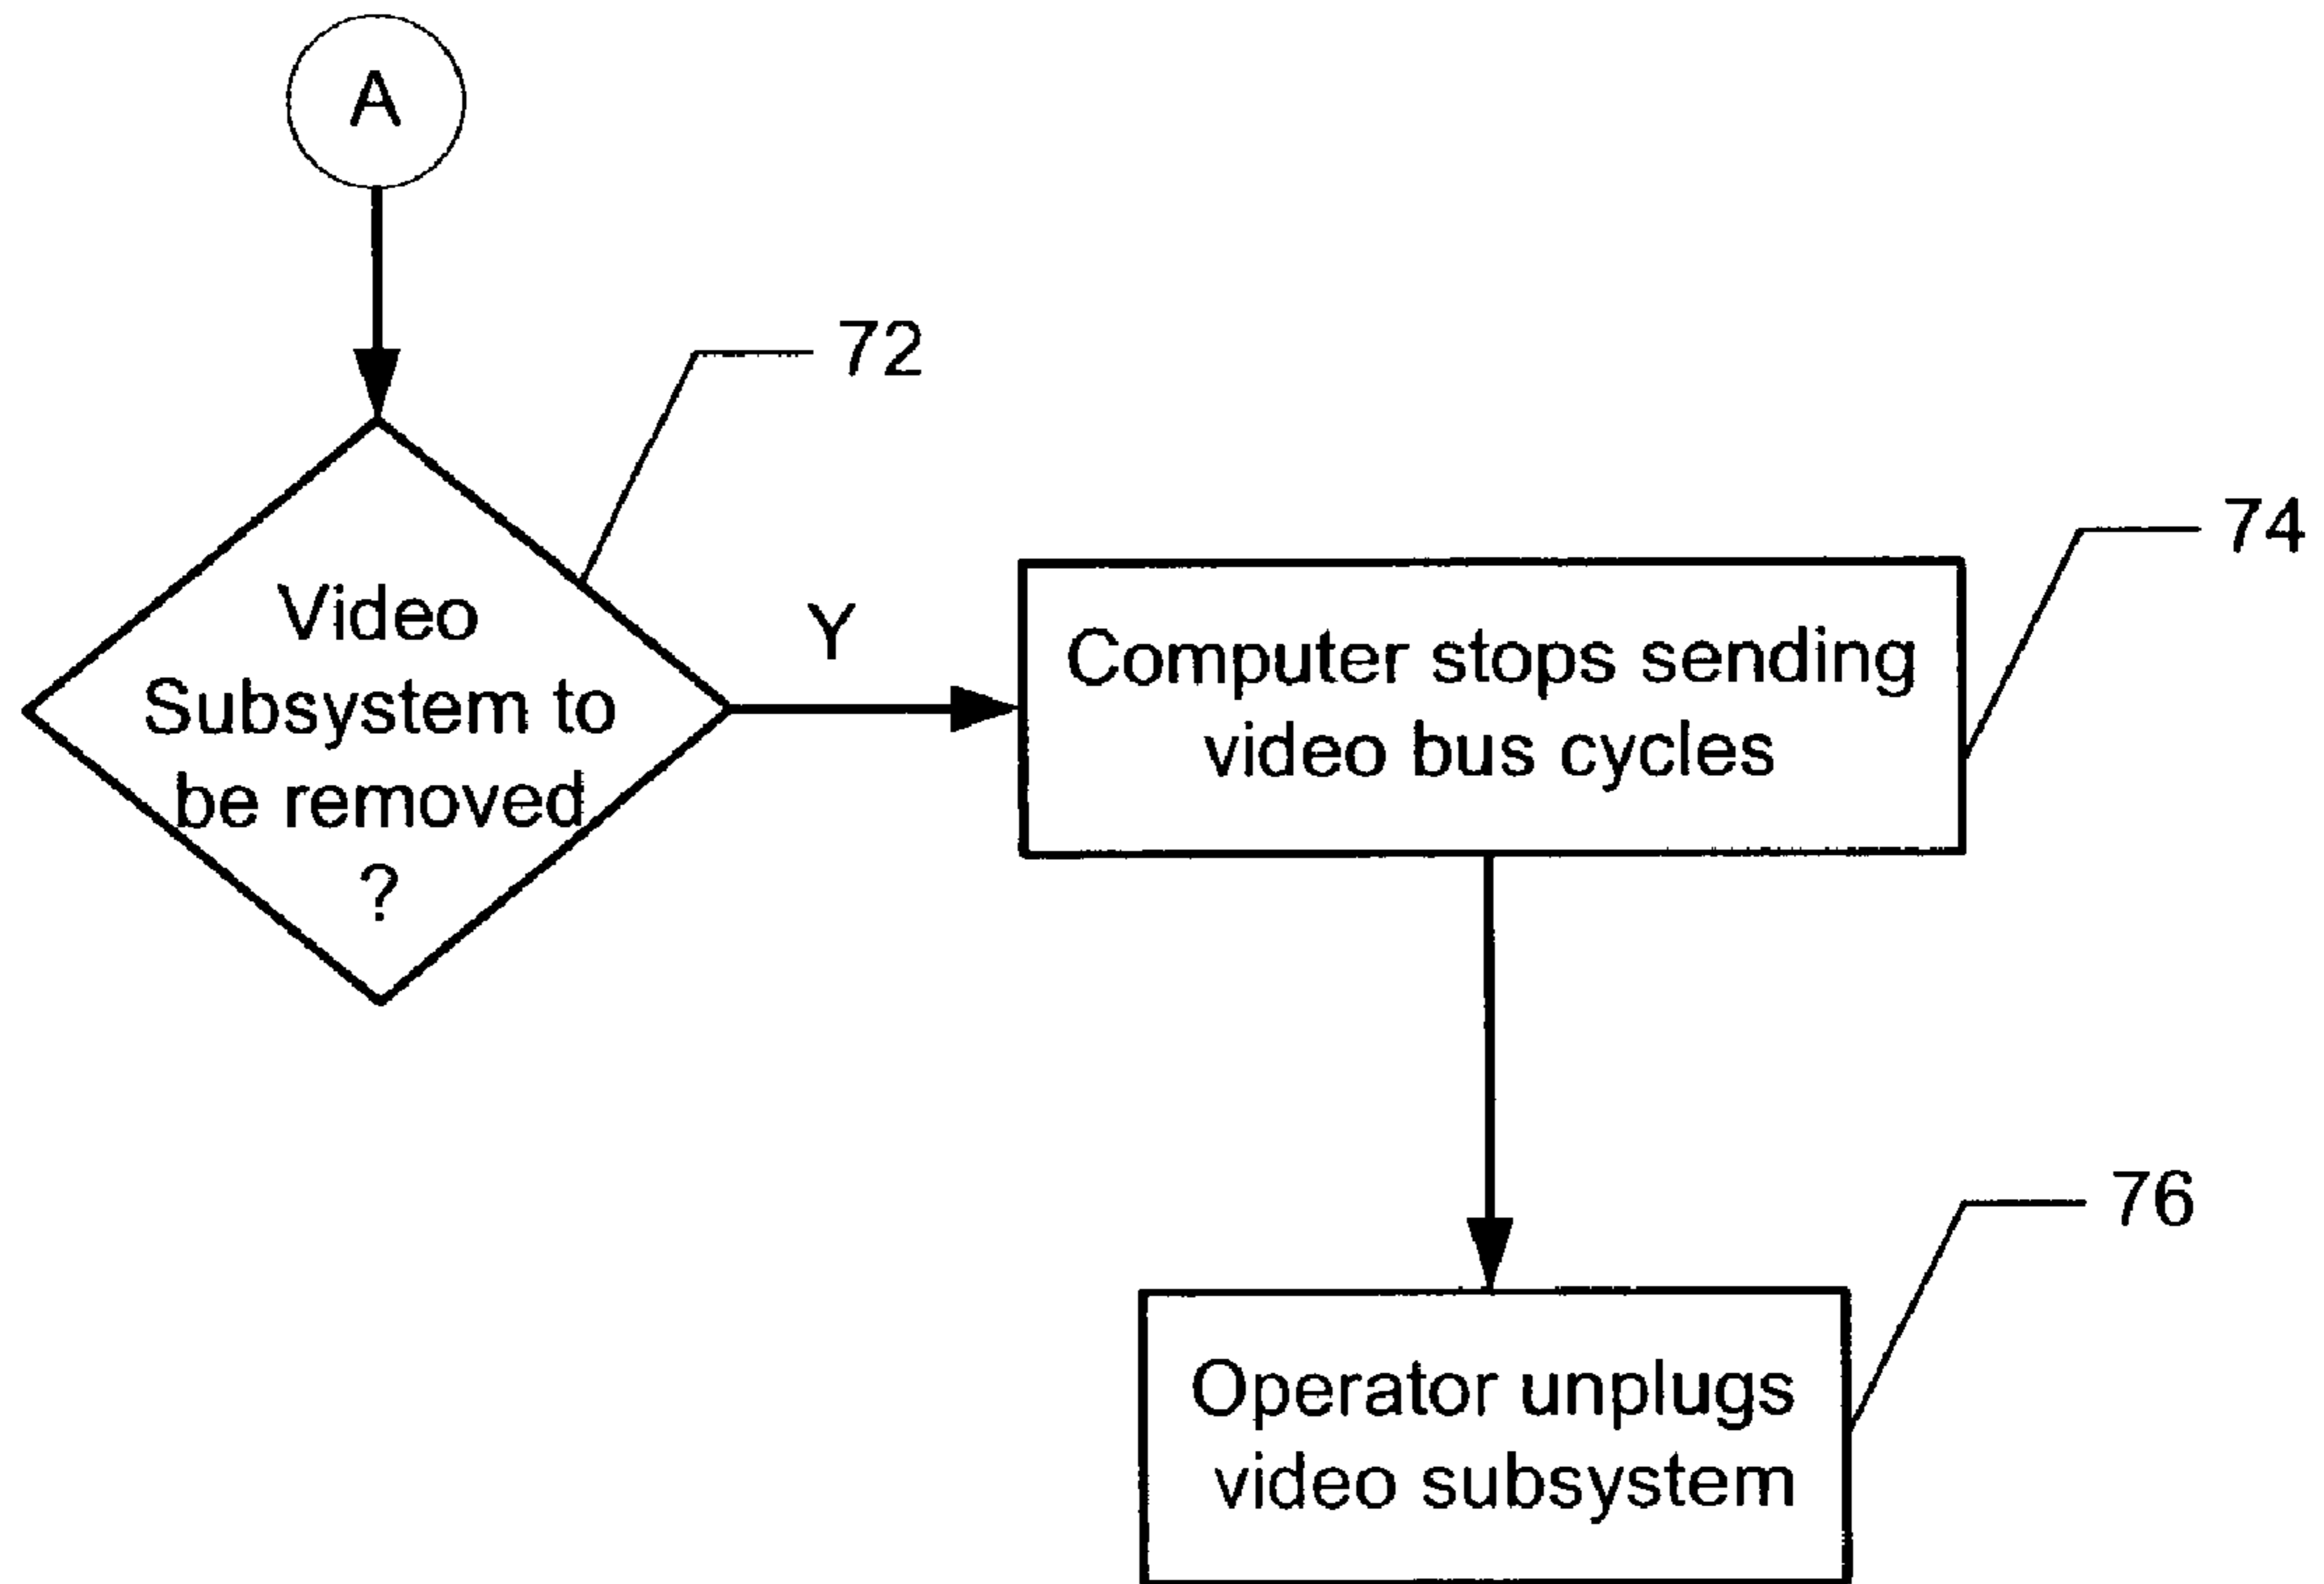 A
72
Video
Subsystem to
be removed
?
Y
Computer stops sending
video bus cycles
74
Operator unplugs
video subsystem
76